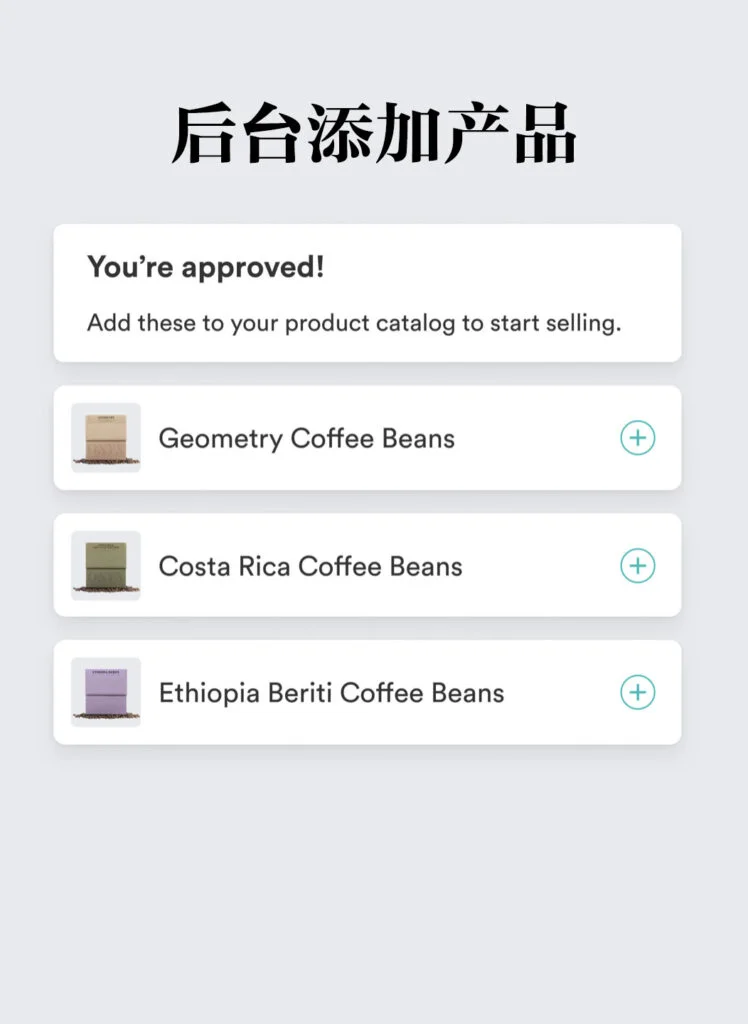 后台添加产品
You’re approved!
Add these to your product catalog to start selling.
Geometry Coffee Beans
Costa Rica Coffee Beans
Ethiopia Beriti Coffee Beans